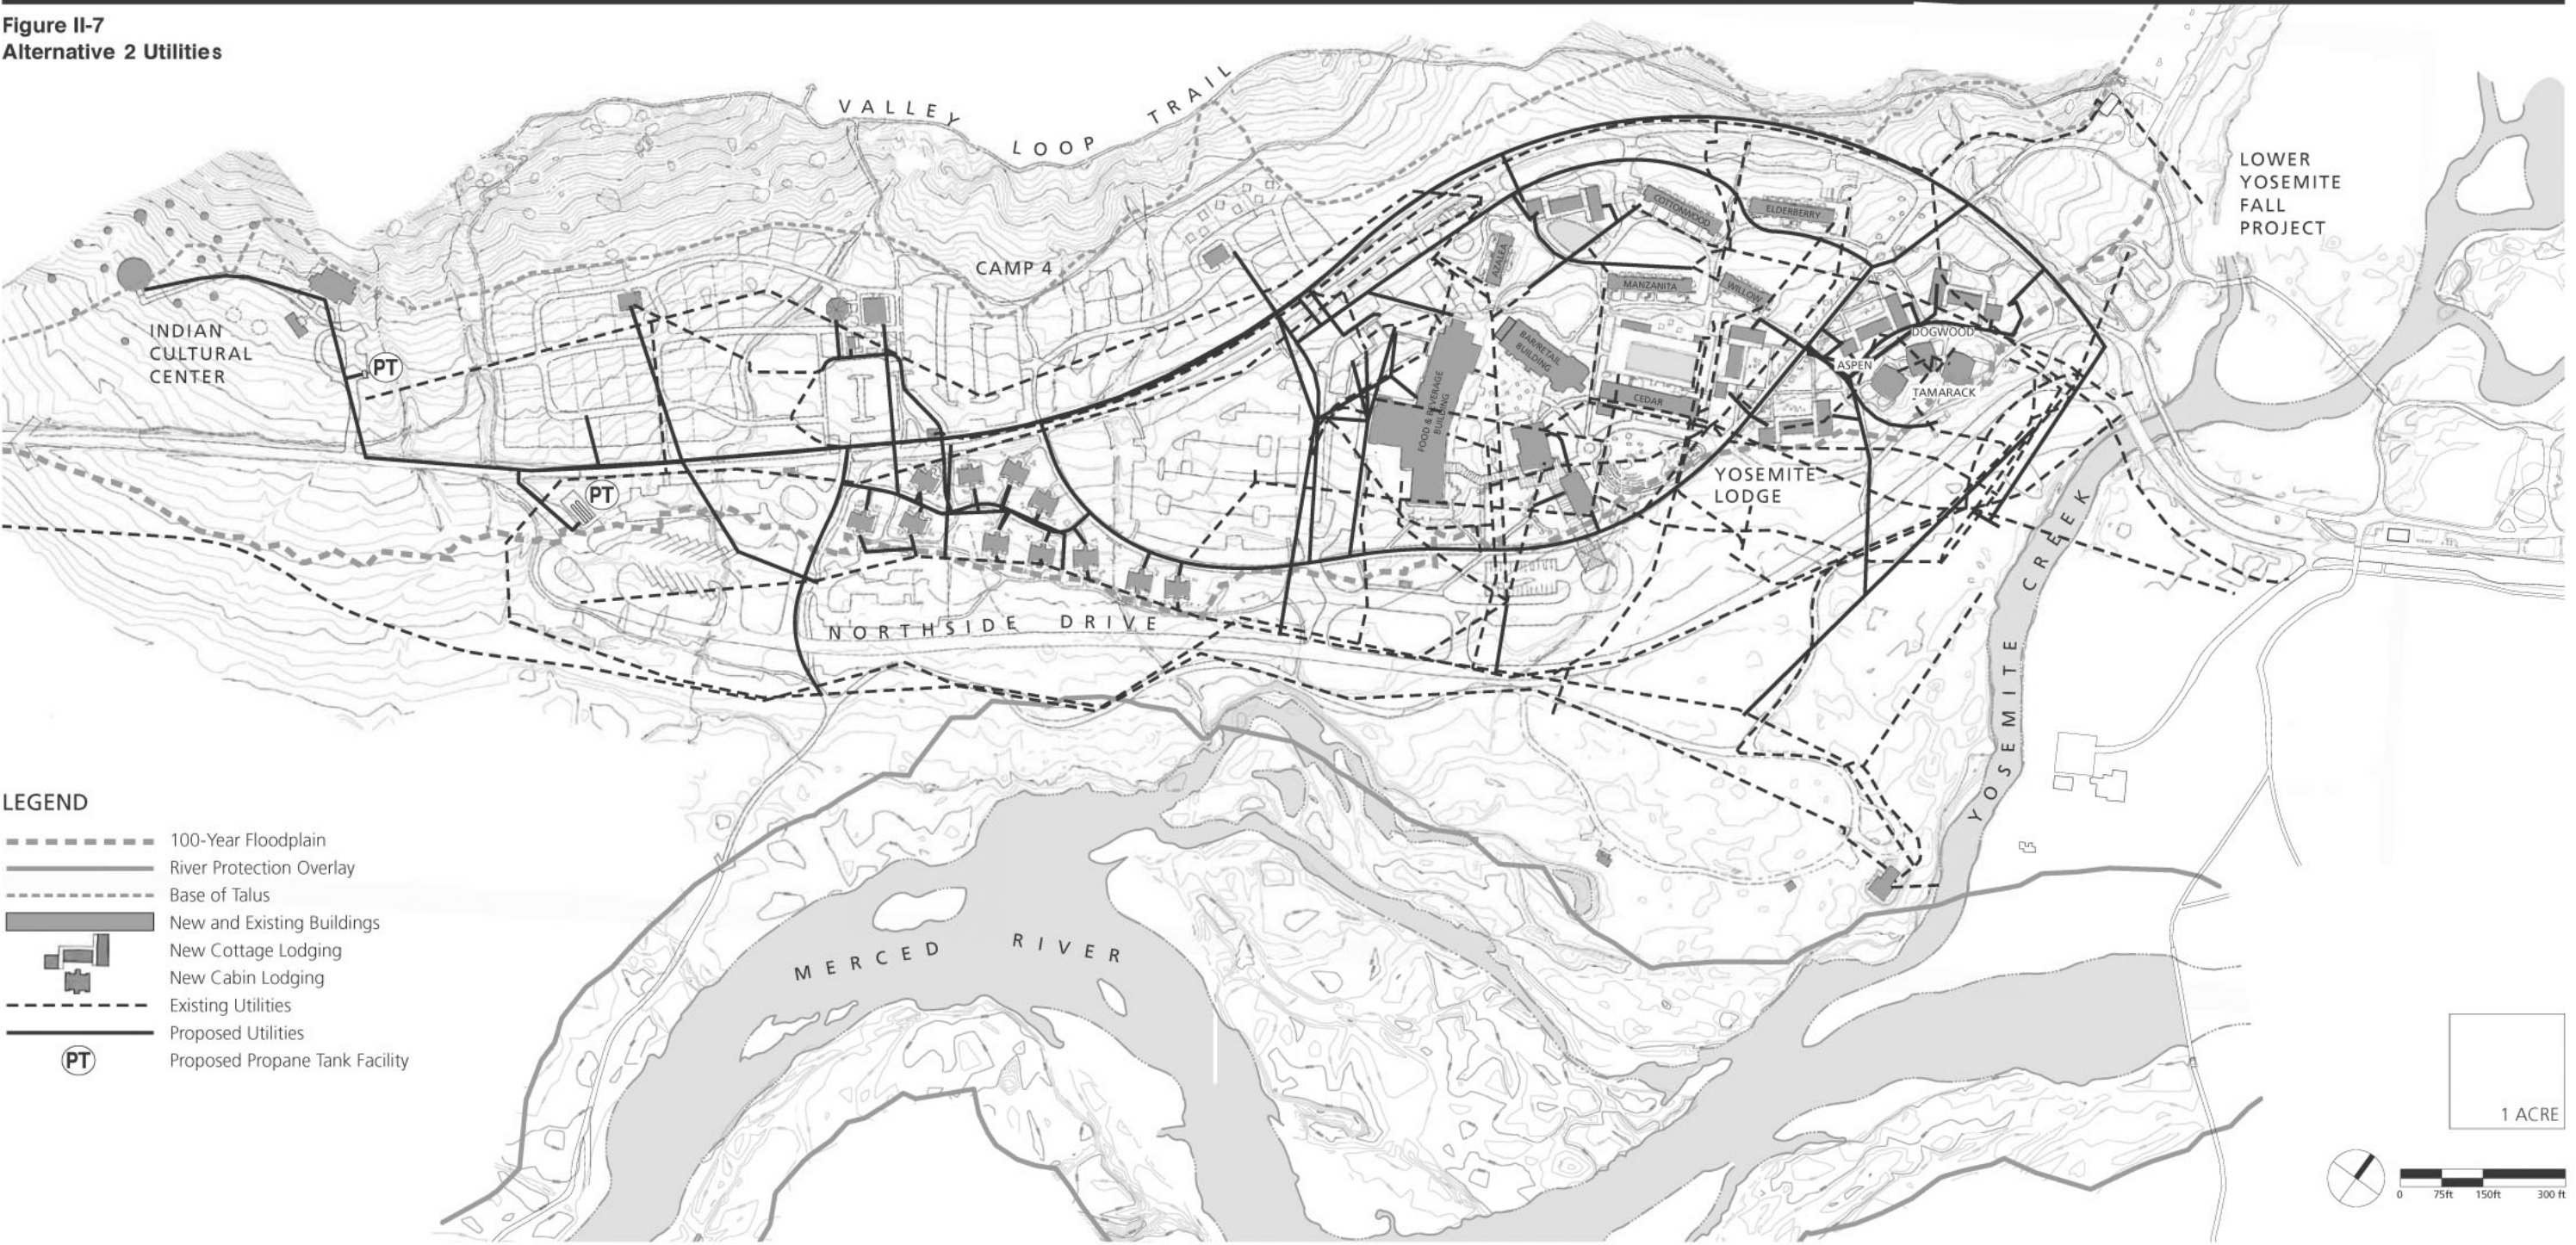 Figure II-7
Alternative 2 Utilities
VALLEY LOOP TRAIL
LOWER
YOSEMITE
FALL
PROJECT
CAMP 4
COTTONWOOD
ELDERBERRY
AZALEA
MANZANITA
WILLOW
INDIAN
CULTURAL
CENTER
PT
BAR/RETAIL
BUILDING
FOOD & BEVERAGE
BUILDING
CEDAR
DOGWOOD
ASPEN
TAMARACK
PT
YOSEMITE
LODGE
NORTHSIDE DRIVE
YOSEMITE CREEK
MERCED RIVER
LEGEND
100-Year Floodplain
River Protection Overlay
Base of Talus
New and Existing Buildings
New Cottage Lodging
New Cabin Lodging
Existing Utilities
Proposed Utilities
PT Proposed Propane Tank Facility
1 ACRE
0 75ft 150ft 300 ft